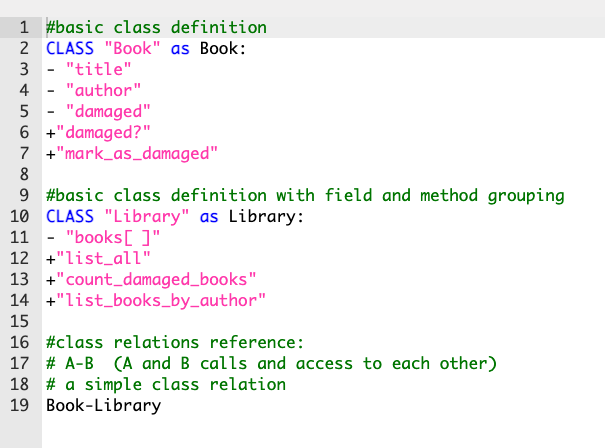 1 #basic class definition
2 CLASS "Book" as Book:
3 - "title"
4 - "author"
5 - "damaged"
6 +"damaged?"
7 +"mark_as_damaged"
8
9 #basic class definition with field and method grouping
10 CLASS "Library" as Library:
11 - "books[ ]"
12 +"list_all"
13 +"count_damaged_books"
14 +"list_books_by_author"
15
16 #class relations reference:
17 # A-B  (A and B calls and access to each other)
18 # a simple class relation
19 Book-Library